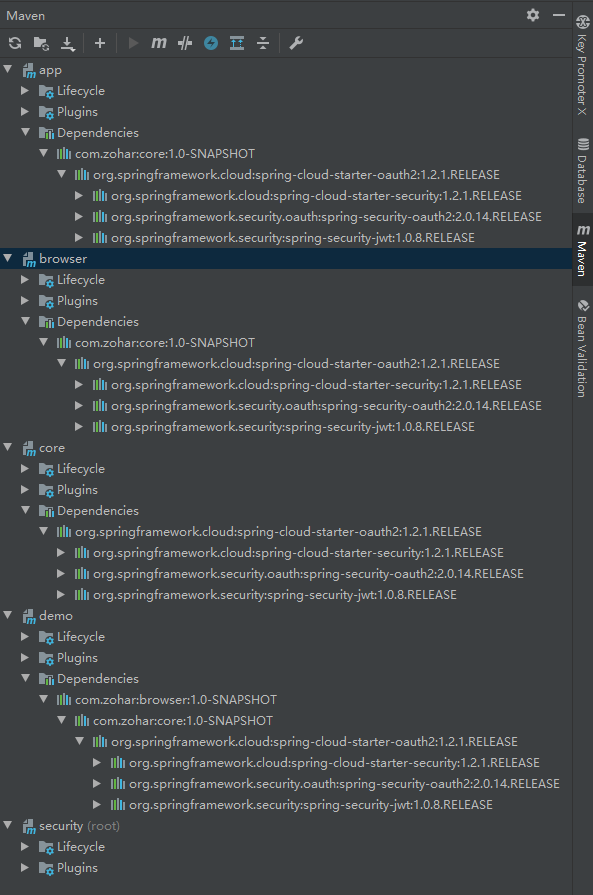 Maven
app
Lifecycle
Plugins
Dependencies
com.zohar:core:1.0-SNAPSHOT
org.springframework.cloud:spring-cloud-starter-oauth2:1.2.1.RELEASE
org.springframework.cloud:spring-cloud-starter-security:1.2.1.RELEASE
org.springframework.security.oauth:spring-security-oauth2:2.0.14.RELEASE
org.springframework.security:spring-security-jwt:1.0.8.RELEASE
browser
Lifecycle
Plugins
Dependencies
com.zohar:core:1.0-SNAPSHOT
org.springframework.cloud:spring-cloud-starter-oauth2:1.2.1.RELEASE
org.springframework.cloud:spring-cloud-starter-security:1.2.1.RELEASE
org.springframework.security.oauth:spring-security-oauth2:2.0.14.RELEASE
org.springframework.security:spring-security-jwt:1.0.8.RELEASE
core
Lifecycle
Plugins
Dependencies
org.springframework.cloud:spring-cloud-starter-oauth2:1.2.1.RELEASE
org.springframework.cloud:spring-cloud-starter-security:1.2.1.RELEASE
org.springframework.security.oauth:spring-security-oauth2:2.0.14.RELEASE
org.springframework.security:spring-security-jwt:1.0.8.RELEASE
demo
Lifecycle
Plugins
Dependencies
com.zohar:browser:1.0-SNAPSHOT
com.zohar:core:1.0-SNAPSHOT
org.springframework.cloud:spring-cloud-starter-oauth2:1.2.1.RELEASE
org.springframework.cloud:spring-cloud-starter-security:1.2.1.RELEASE
org.springframework.security.oauth:spring-security-oauth2:2.0.14.RELEASE
org.springframework.security:spring-security-jwt:1.0.8.RELEASE
security (root)
Lifecycle
Plugins
Key Promoter X
Database
Maven
Bean Validation